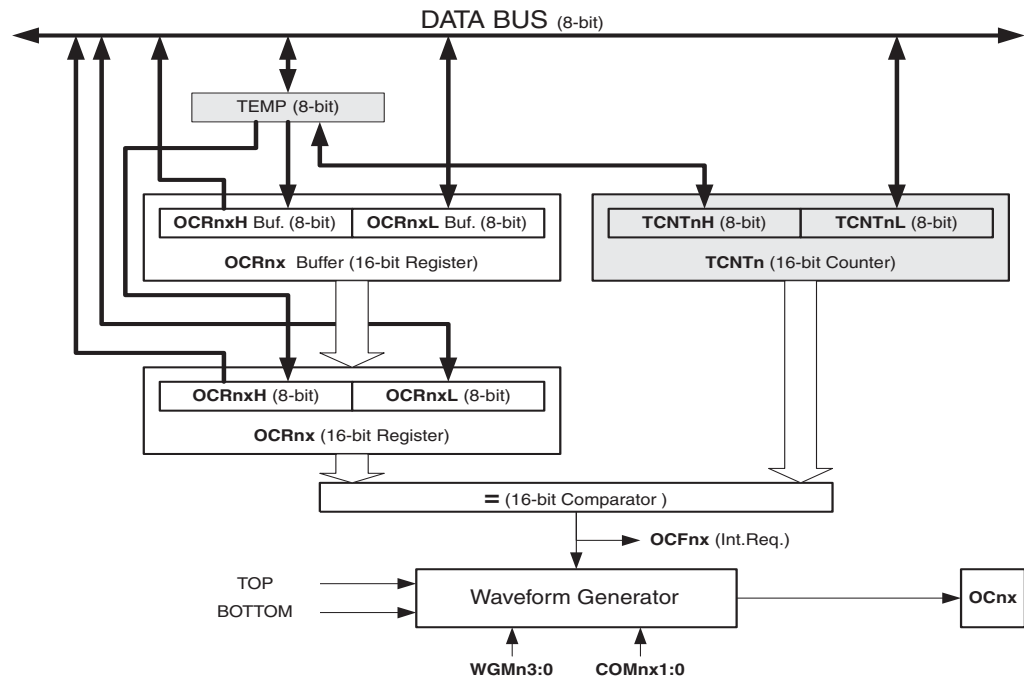 DATA BUS (8-bit)
TEMP (8-bit)
OCRnxH Buf. (8-bit) OCRnxL Buf. (8-bit)
OCRnx Buffer (16-bit Register)
TCNTnH (8-bit) TCNTnL (8-bit)
TCNTn (16-bit Counter)
OCRnxH (8-bit) OCRnxL (8-bit)
OCRnx (16-bit Register)
= (16-bit Comparator )
OCFnx (Int.Req.)
TOP
BOTTOM
Waveform Generator
OCnx
WGMn3:0 COMnx1:0